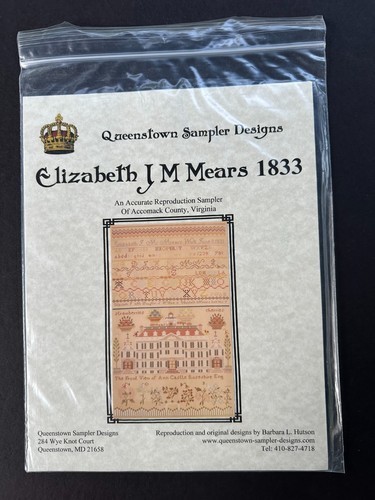 Queenstown Sampler Designs
Elizabeth J M Mears 1833
An Accurate Reproduction Sampler
Of Accomack County, Virginia
Queenstown Sampler Designs
284 Wye Knot Court
Queenstown, MD 21658
Reproduction and original designs by Barbara L. Hutson
www.queenstown-sampler-designs.com
Tel: 410-827-4718